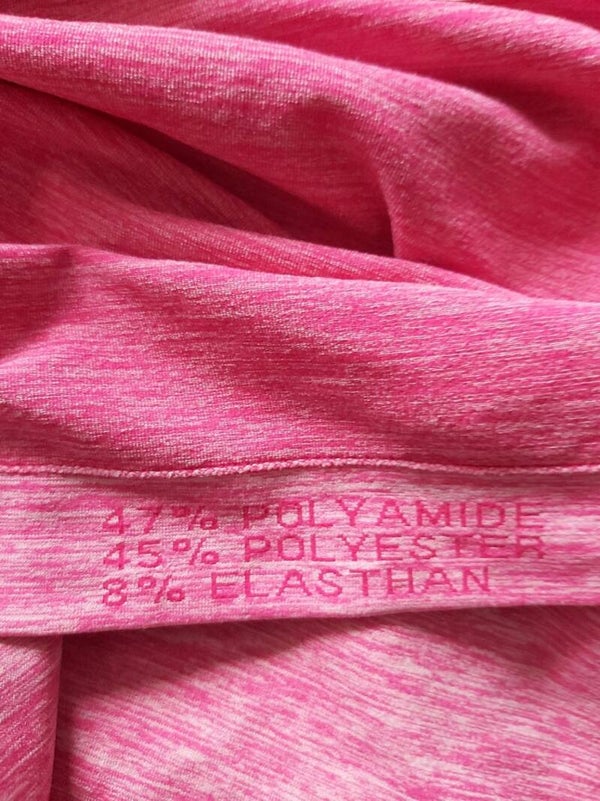 47% POLYAMIDE
45% POLYESTER
8% ELASTHAN